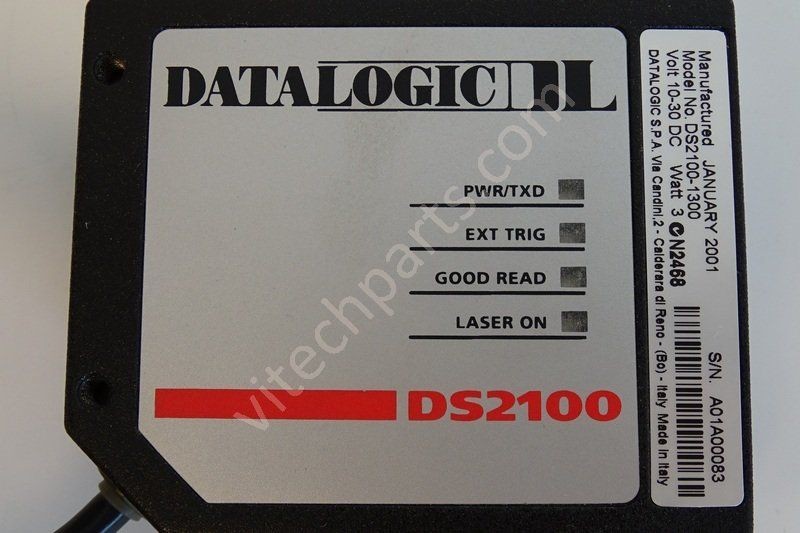 DATALOGIC DL
PWR/TXD
EXT TRIG
GOOD READ
LASER ON
DS2100
Manufactured JANUARY 2001
Model No. DS2100-1300 S/N. A01A00083
Volt 10-30 DC Watt 3 N2468
DATALOGIC S.P.A. Via Candini,2 - Calderara di Reno - (Bo) - Italy Made in Italy
vitechparts.com